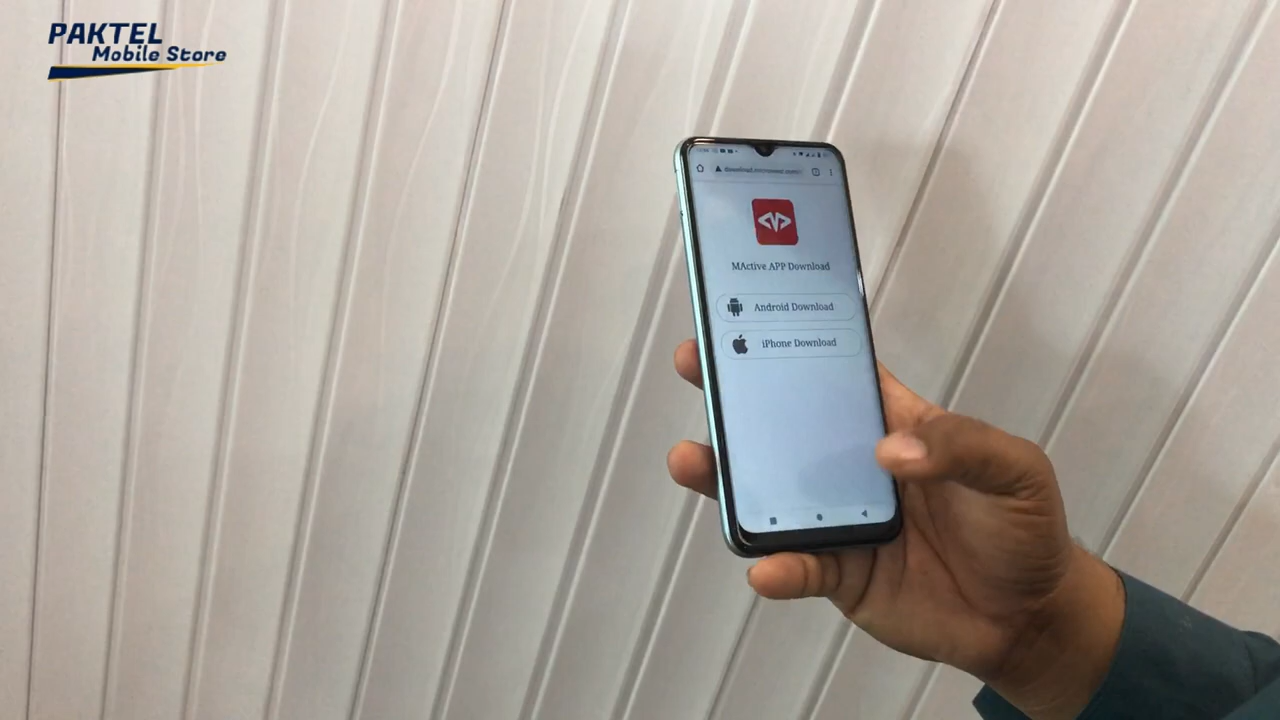 PAKTEL
Mobile Store
MActive APP Download
Android Download
iPhone Download